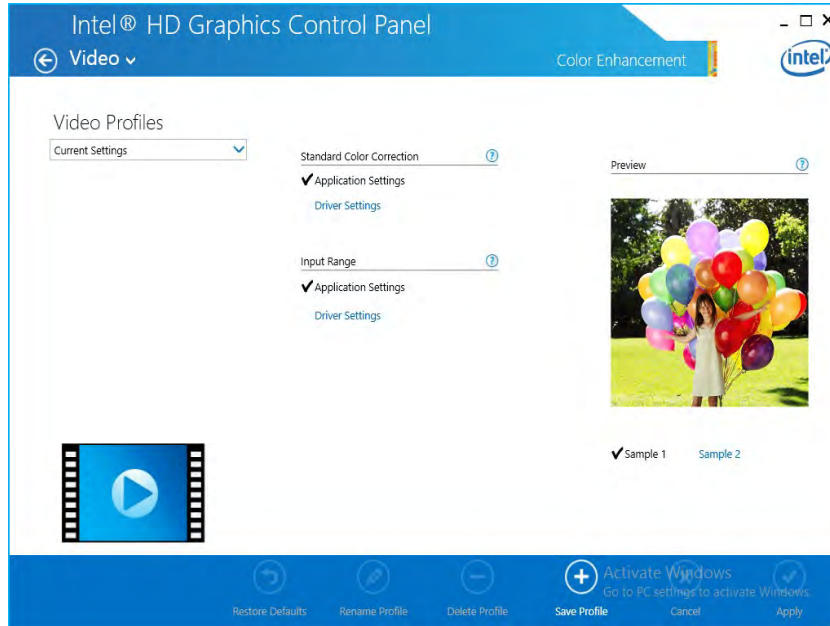 Intel® HD Graphics Control Panel
Video
Color Enhancement
intel
Video Profiles
Current Settings
Standard Color Correction
?
Application Settings
Driver Settings
Input Range
?
Application Settings
Driver Settings
Preview
?
Sample 1
Sample 2
Activate Windows
Go to PC settings to activate Windows.
Restore Defaults
Rename Profile
Delete Profile
Save Profile
Cancel
Apply